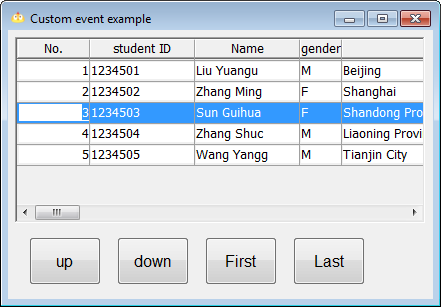 Custom event example
No. student ID Name gender
1 1234501 Liu Yuangu M Beijing
2 1234502 Zhang Ming F Shanghai
3 1234503 Sun Guihua F Shandong Pro
4 1234504 Zhang Shuc M Liaoning Provi
5 1234505 Wang Yangg M Tianjin City
up down First Last